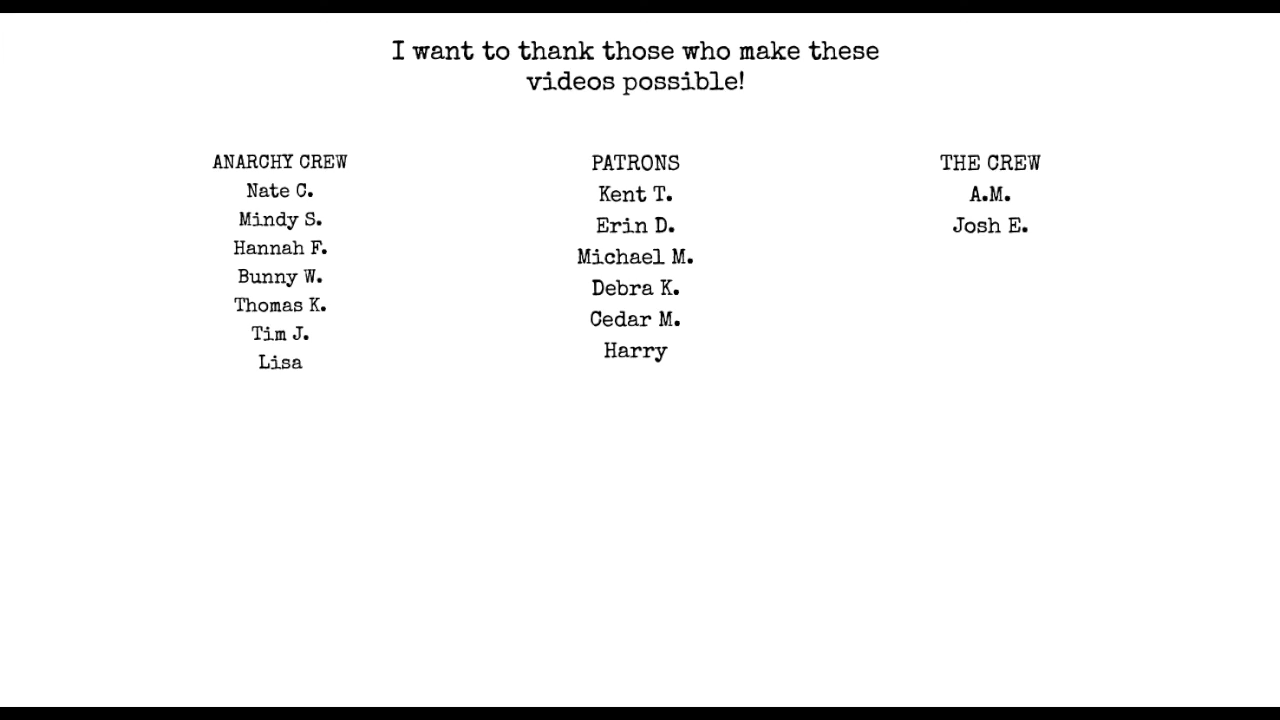 I want to thank those who make these
videos possible!
ANARCHY CREW
Nate C.
Mindy S.
Hannah F.
Bunny W.
Thomas K.
Tim J.
Lisa
PATRONS
Kent T.
Erin D.
Michael M.
Debra K.
Cedar M.
Harry
THE CREW
A.M.
Josh E.